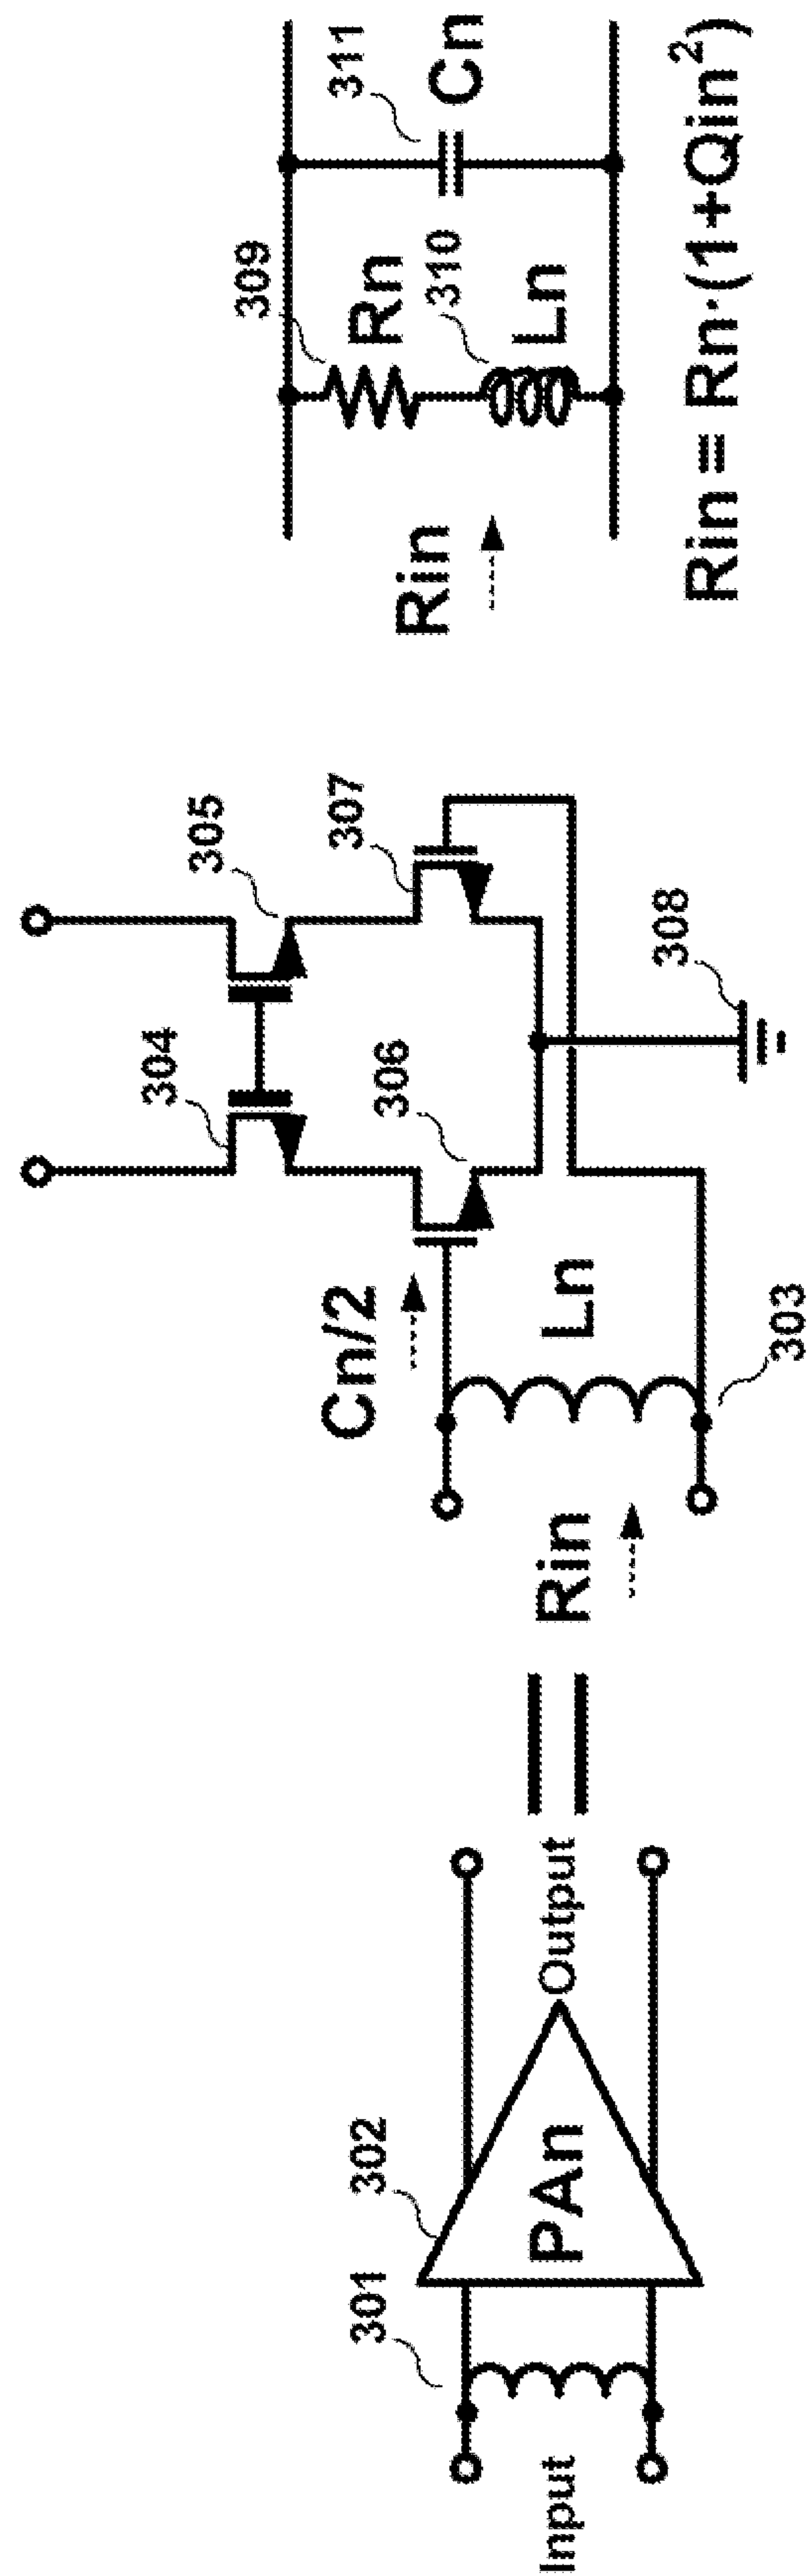 Input
301
302
PAn
Output
Rin
303
Ln
Cn/2
304
305
306
307
308
Rin
309
Rn
310
Ln
311
Cn
Rin = Rn·(1+Qin²)